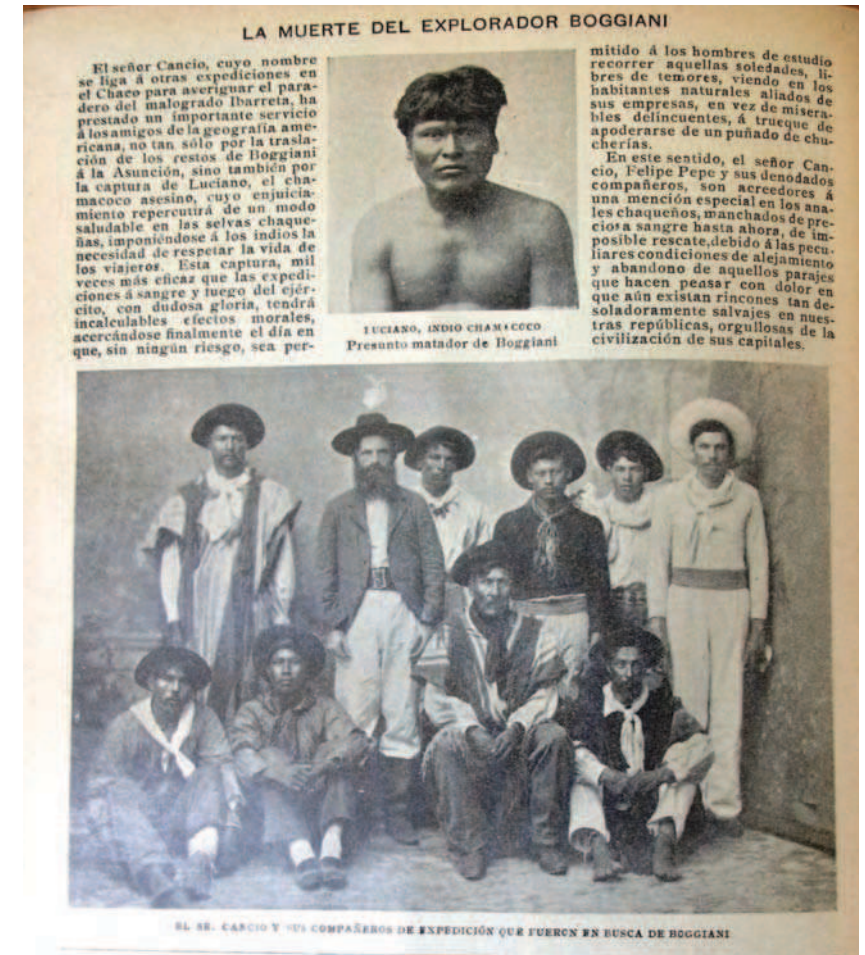 LA MUERTE DEL EXPLORADOR BOGGIANI
El señor Cancio, cuyo nombre
se liga á otras expediciones en
el Chaco para averiguar el para-
dero del malogrado Ibarreta, ha
prestado un importante servicio
á los amigos de la geografía ame-
ricana, no tan sólo por la trasla-
ción de los restos de Boggiani
á la Asunción, sino también por
la captura de Luciano, el cha-
macoco asesino, cuyo enjuicia-
miento repercutirá de un modo
saludable en las selvas chaque-
ñas, imponiéndose á los indios la
necesidad de respetar la vida de
los viajeros. Esta captura, mil
veces más eficaz que las expedi-
ciones á sangre y fuego del ejér-
cito, con dudosa gloria, tendrá
incalculables efectos morales,
acercándose finalmente el día en
que, sin ningún riesgo, sea per-
LUCIANO, INDIO CHAMACOCO
Presunto matador de Boggiani
mitido á los hombres de estudio
recorrer aquellas soledades, li-
bres de temores, viendo en los
habitantes naturales aliados de
sus empresas, en vez de misera-
bles delincuentes, á trueque de
apoderarse de un puñado de chu-
cherías.
En este sentido, el señor Can-
cio, Felipe Pepe y sus denodados
compañeros, son acreedores á
una mención especial en los ana-
les chaqueños, manchados de pre-
ciosa sangre hasta ahora, de im-
posible rescate,debido á las pecu-
liares condiciones de alejamiento
y abandono de aquellos parajes
que hacen peasar con dolor en
que aún existan rincones tan de-
soladoramente salvajes en nues-
tras repúblicas, orgullosas de la
civilización de sus capitales.
EL SR. CANCIO Y SUS COMPAÑEROS DE EXPEDICIÓN QUE FUERON EN BUSCA DE BOGGIANI